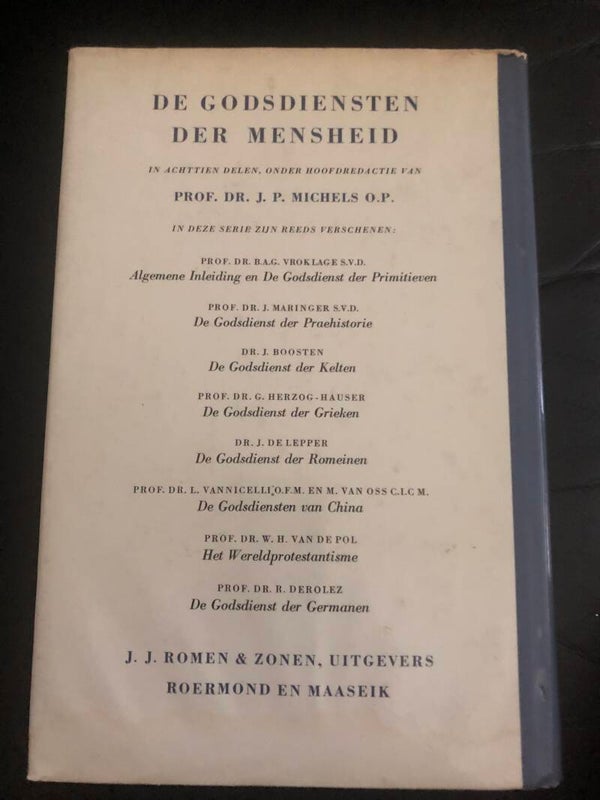 DE GODSDIENSTEN
DER MENSHEID
IN ACHTTIEN DELEN, ONDER HOOFDREDACTIE VAN
PROF. DR. J. P. MICHELS O.P.
IN DEZE SERIE ZIJN REEDS VERSCHENEN:
PROF. DR. B.A.G. VROKLAGE S.V.D.
Algemene Inleiding en De Godsdienst der Primitieven
PROF. DR. J. MARINGER S.V.D.
De Godsdienst der Praehistorie
DR. J. BOOSTEN
De Godsdienst der Kelten
PROF. DR. G. HERZOG-HAUSER
De Godsdienst der Grieken
DR. J. DE LEPPER
De Godsdienst der Romeinen
PROF. DR. L. VANNICELLI, O.F.M. EN M. VAN OSS C.I.C M.
De Godsdiensten van China
PROF. DR. W. H. VAN DE POL
Het Wereldprotestantisme
PROF. DR. R. DEROLEZ
De Godsdienst der Germanen
J. J. ROMEN & ZONEN, UITGEVERS
ROERMOND EN MAASEIK